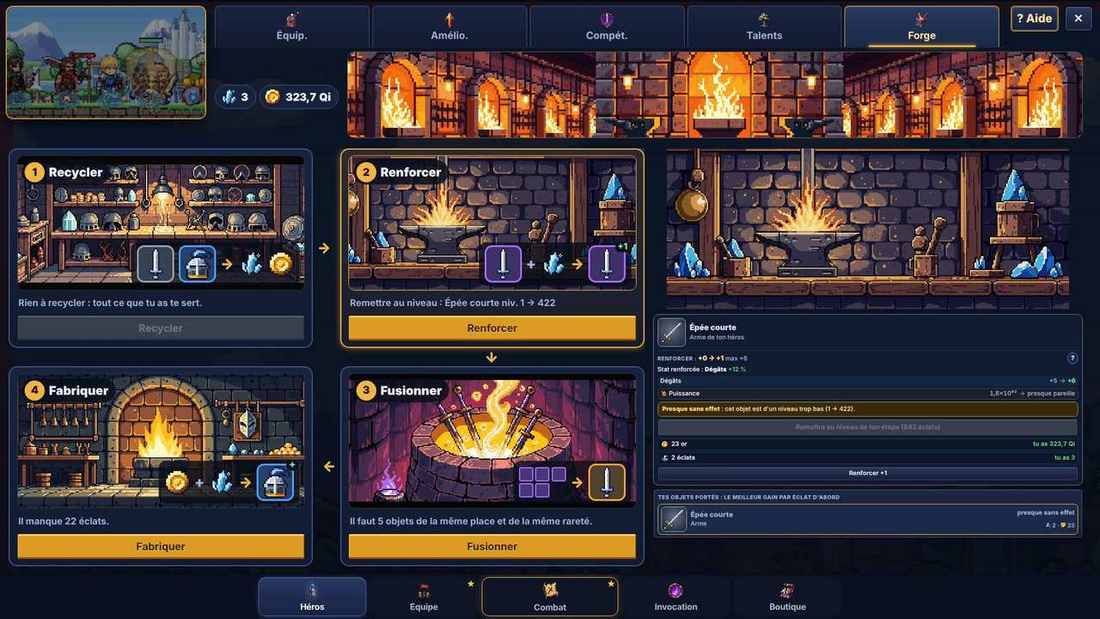 Équip.
Amélio.
Compét.
Talents
Forge
? Aide
×
3
323,7 Qi
1 Recycler
Rien à recycler : tout ce que tu as te sert.
Recycler
2 Renforcer
+
+1
Remettre au niveau : Épée courte niv. 1 → 422
Renforcer
4 Fabriquer
+
Il manque 22 éclats.
Fabriquer
3 Fusionner
Il faut 5 objets de la même place et de la même rareté.
Fusionner
Épée courte
Arme de ton héros
RENFORCER : +0 → +1 max +5
?
Stat renforcée : Dégâts +12 %
Dégâts +5 → +6
Puissance → presque pareille
Presque sans effet : cet objet est d'un niveau trop bas (1 → 422).
23 or tu as 323,7 Qi
2 éclats tu as 3
Renforcer +1
TES OBJETS PORTÉS : LE MEILLEUR GAIN PAR ÉCLAT D'ABORD
Épée courte presque sans effet
Arme 2 · 23
Héros
Équipe
Combat
Invocation
Boutique